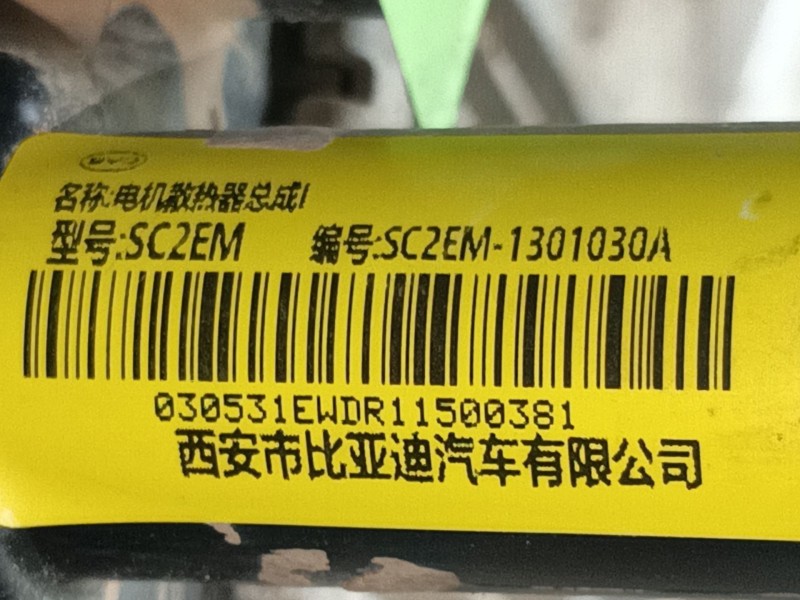 名称:电机散热器总成I
型号:SC2EM 编号:SC2EM-1301030A
030531EWDR11500381
西安市比亚迪汽车有限公司